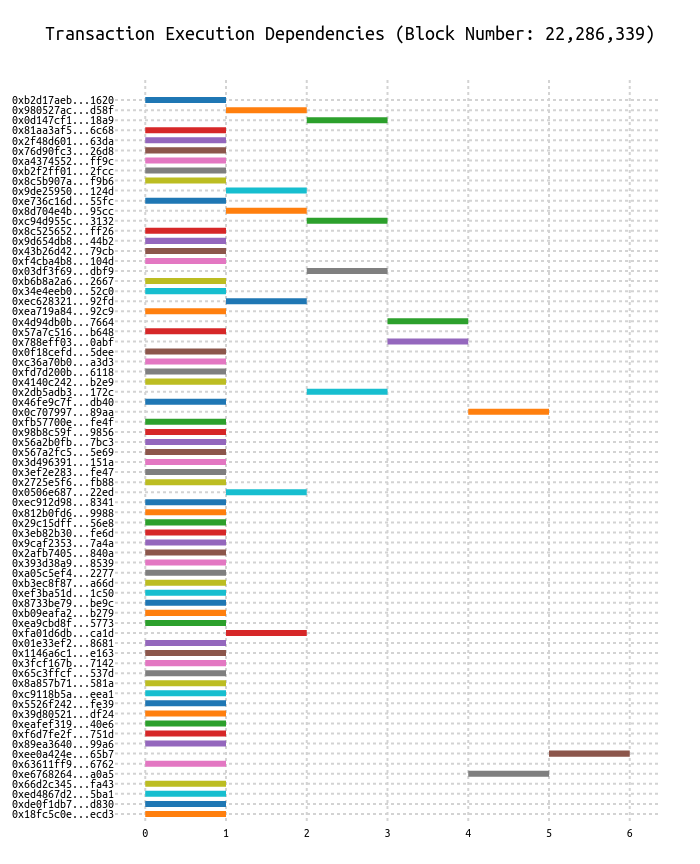 Transaction Execution Dependencies (Block Number: 22,286,339)
0xb2d17aeb...1620
0x980527ac...d58f
0x0d147cf1...18a9
0x81aa3af5...6c68
0x2f48d601...63da
0x76d90fc3...26d8
0xa4374552...ff9c
0xb2f2ff01...2fcc
0x8c5b907a...f9b6
0x9de25950...124d
0xe736c16d...55fc
0x8d704e4b...95cc
0xc94d955c...3132
0x8c525652...ff26
0x9d654db8...44b2
0x43b26d42...79cb
0xf4cba4b8...104d
0x03df3f69...dbf9
0xb6b8a2a6...2667
0x34e4eeb0...52c0
0xec628321...92fd
0xea719a84...92c9
0x4d94db0b...7664
0x57a7c516...b648
0x788eff03...0abf
0x0f18cefd...5dee
0xc36a70b0...a3d3
0xfd7d200b...6118
0x4140c242...b2e9
0x2db5adb3...172c
0x46fe9c7f...db40
0x0c707997...89aa
0xfb57700e...fe4f
0x98b8c59f...9856
0x56a2b0fb...7bc3
0x567a2fc5...5e69
0x3d496391...151a
0x3ef2e283...fe47
0x2725e5f6...fb88
0x0506e687...22ed
0xec912d98...8341
0x812b0fd6...9988
0x29c15dff...56e8
0x3eb82b30...fe6d
0x9caf2353...7a4a
0x2afb7405...840a
0x393d38a9...8539
0xa05c5ef4...2277
0xb3ec8f87...a66d
0xef3ba51d...1c50
0x8733be79...be9c
0xb09eafa2...b279
0xea9cbd8f...5773
0xfa01d6db...ca1d
0x01e33ef2...8681
0x1146a6c1...e163
0x3fcf167b...7142
0x65c3ffcf...537d
0x8a857b71...581a
0xc9118b5a...eea1
0x5526f242...fe39
0x39d80521...df24
0xeafef319...40e6
0xf6d7fe2f...751d
0x89ea3640...99a6
0xee0a424e...65b7
0x63611ff9...6762
0xe6768264...a0a5
0x66d2c345...fa43
0xed4867d2...5ba1
0xde0f1db7...d830
0x18fc5c0e...ecd3
0 1 2 3 4 5 6